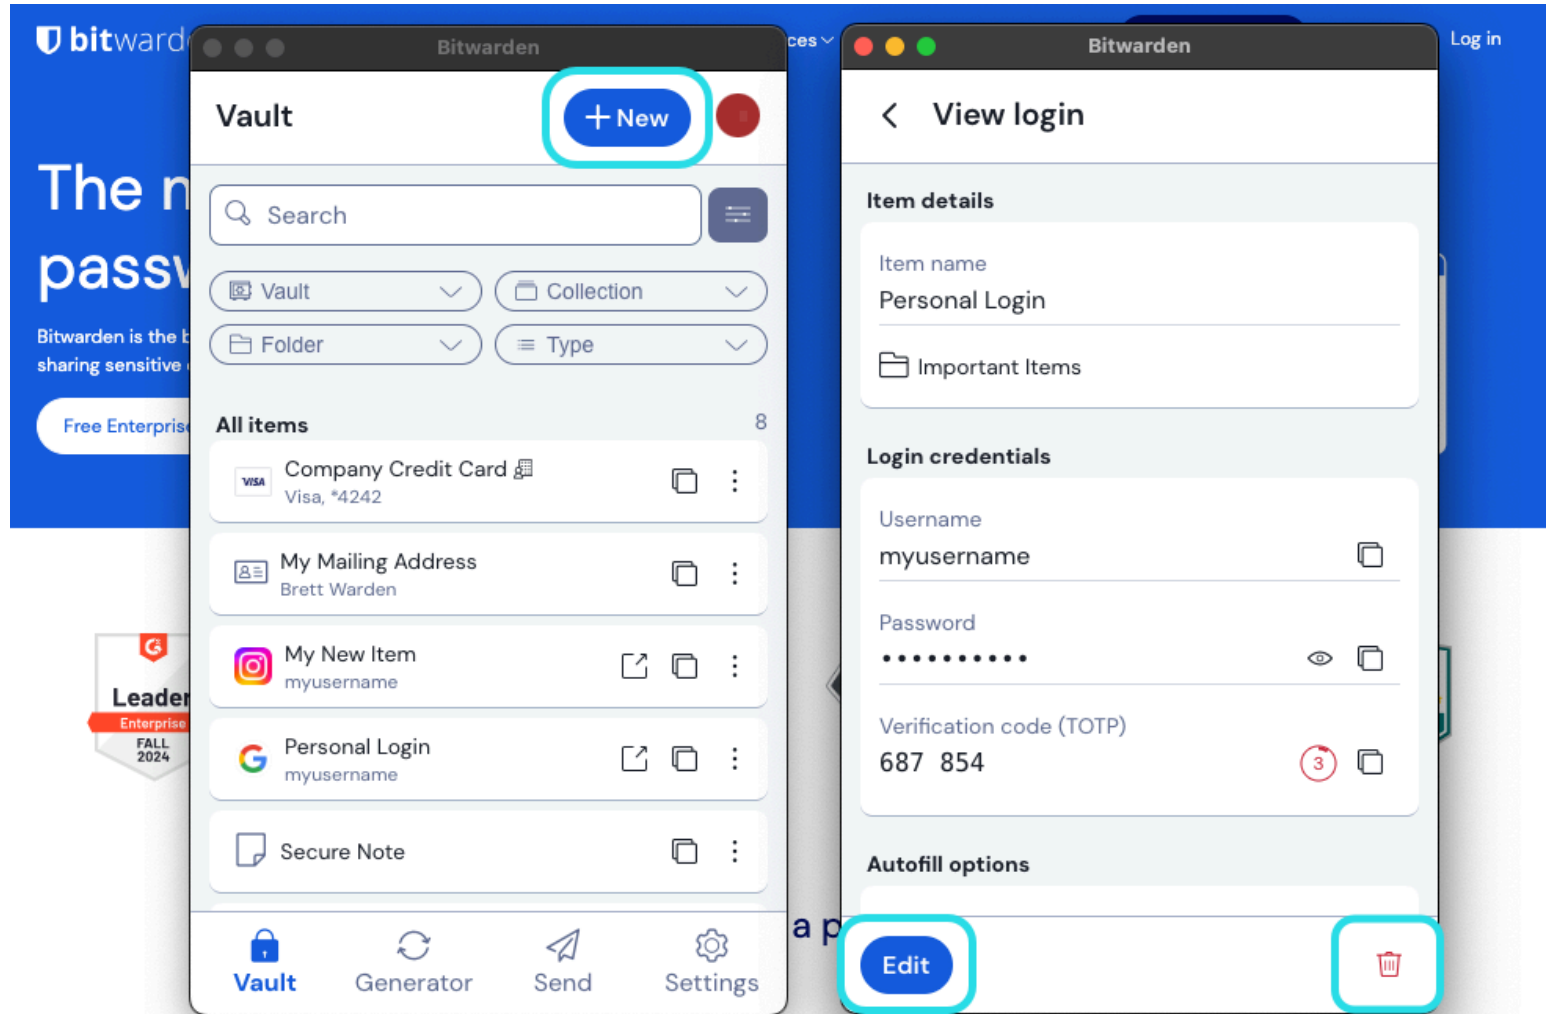 bitward
ces
Log in
The m
passw
Bitwarden is the b
sharing sensitive
Free Enterprise
Leader
Enterprise
FALL
2024
a p
Bitwarden
Vault
+ New
Search
Vault
Collection
Folder
Type
All items
8
VISA
Company Credit Card
Visa, *4242
My Mailing Address
Brett Warden
My New Item
myusername
Personal Login
myusername
Secure Note
Vault
Generator
Send
Settings
Bitwarden
View login
Item details
Item name
Personal Login
Important Items
Login credentials
Username
myusername
Password
••••••••••
Verification code (TOTP)
687 854
3
Autofill options
Edit